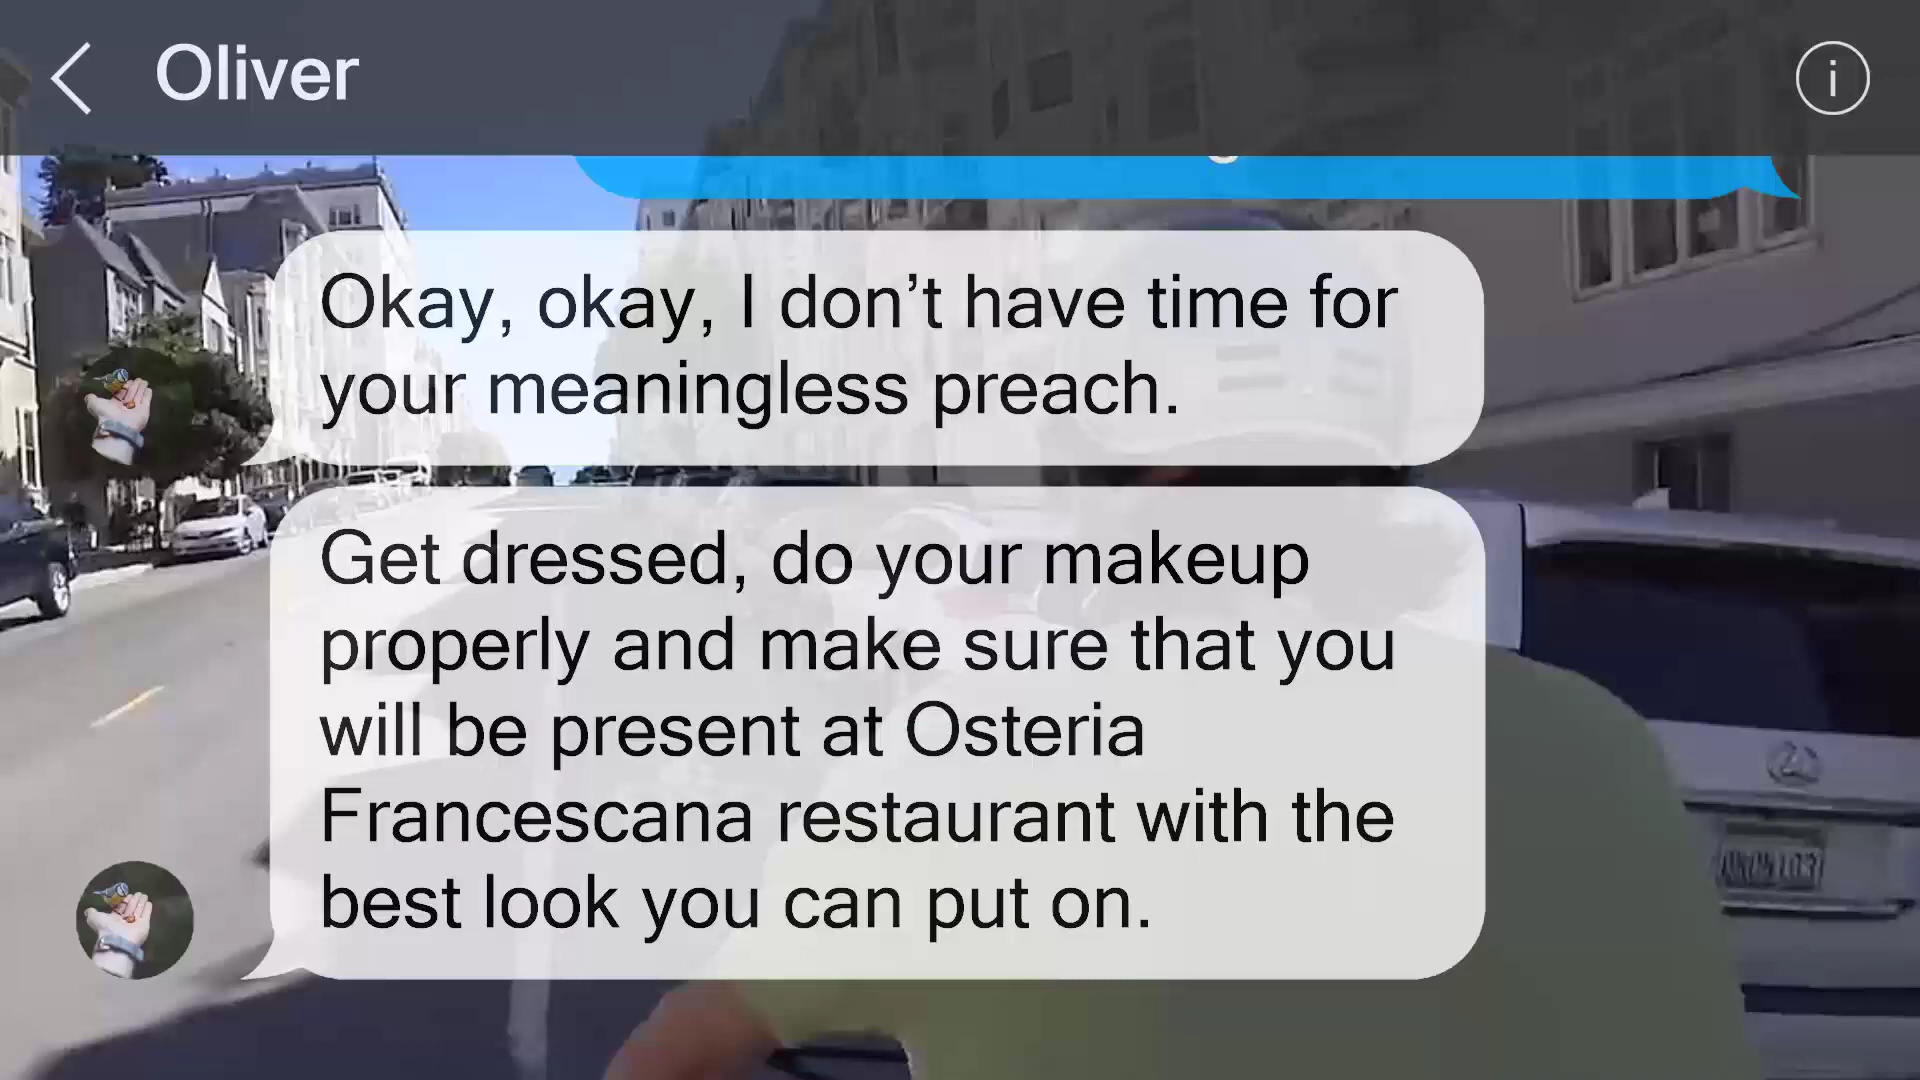 Oliver
Okay, okay, I don’t have time for
your meaningless preach.
Get dressed, do your makeup
properly and make sure that you
will be present at Osteria
Francescana restaurant with the
best look you can put on.